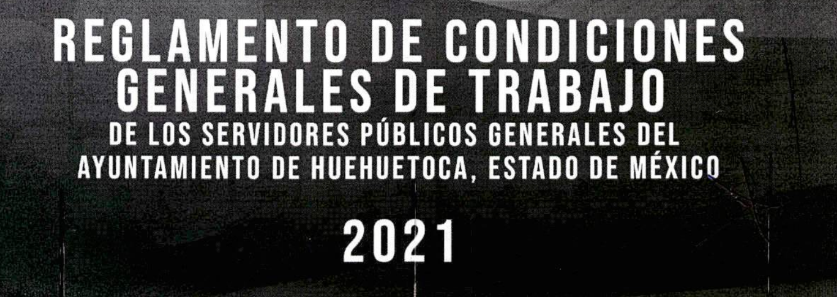 REGLAMENTO DE CONDICIONES
GENERALES DE TRABAJO
DE LOS SERVIDORES PÚBLICOS GENERALES DEL
AYUNTAMIENTO DE HUEHUETOCA, ESTADO DE MÉXICO
2021